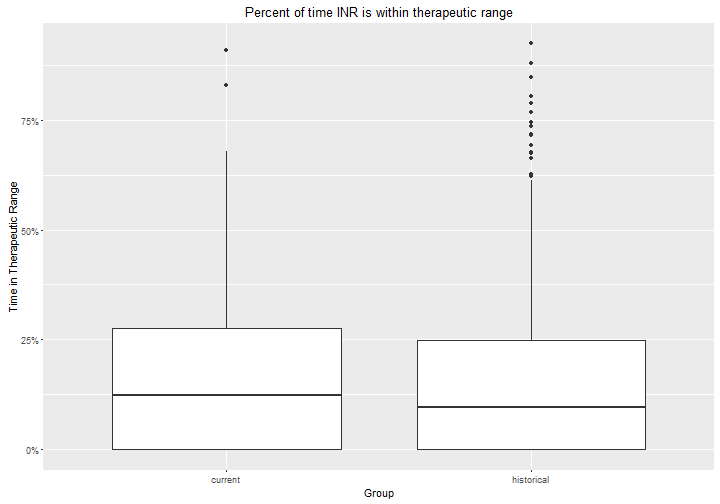 Percent of time INR is within therapeutic range
Time in Therapeutic Range
75%
50%
25%
0%
current
historical
Group